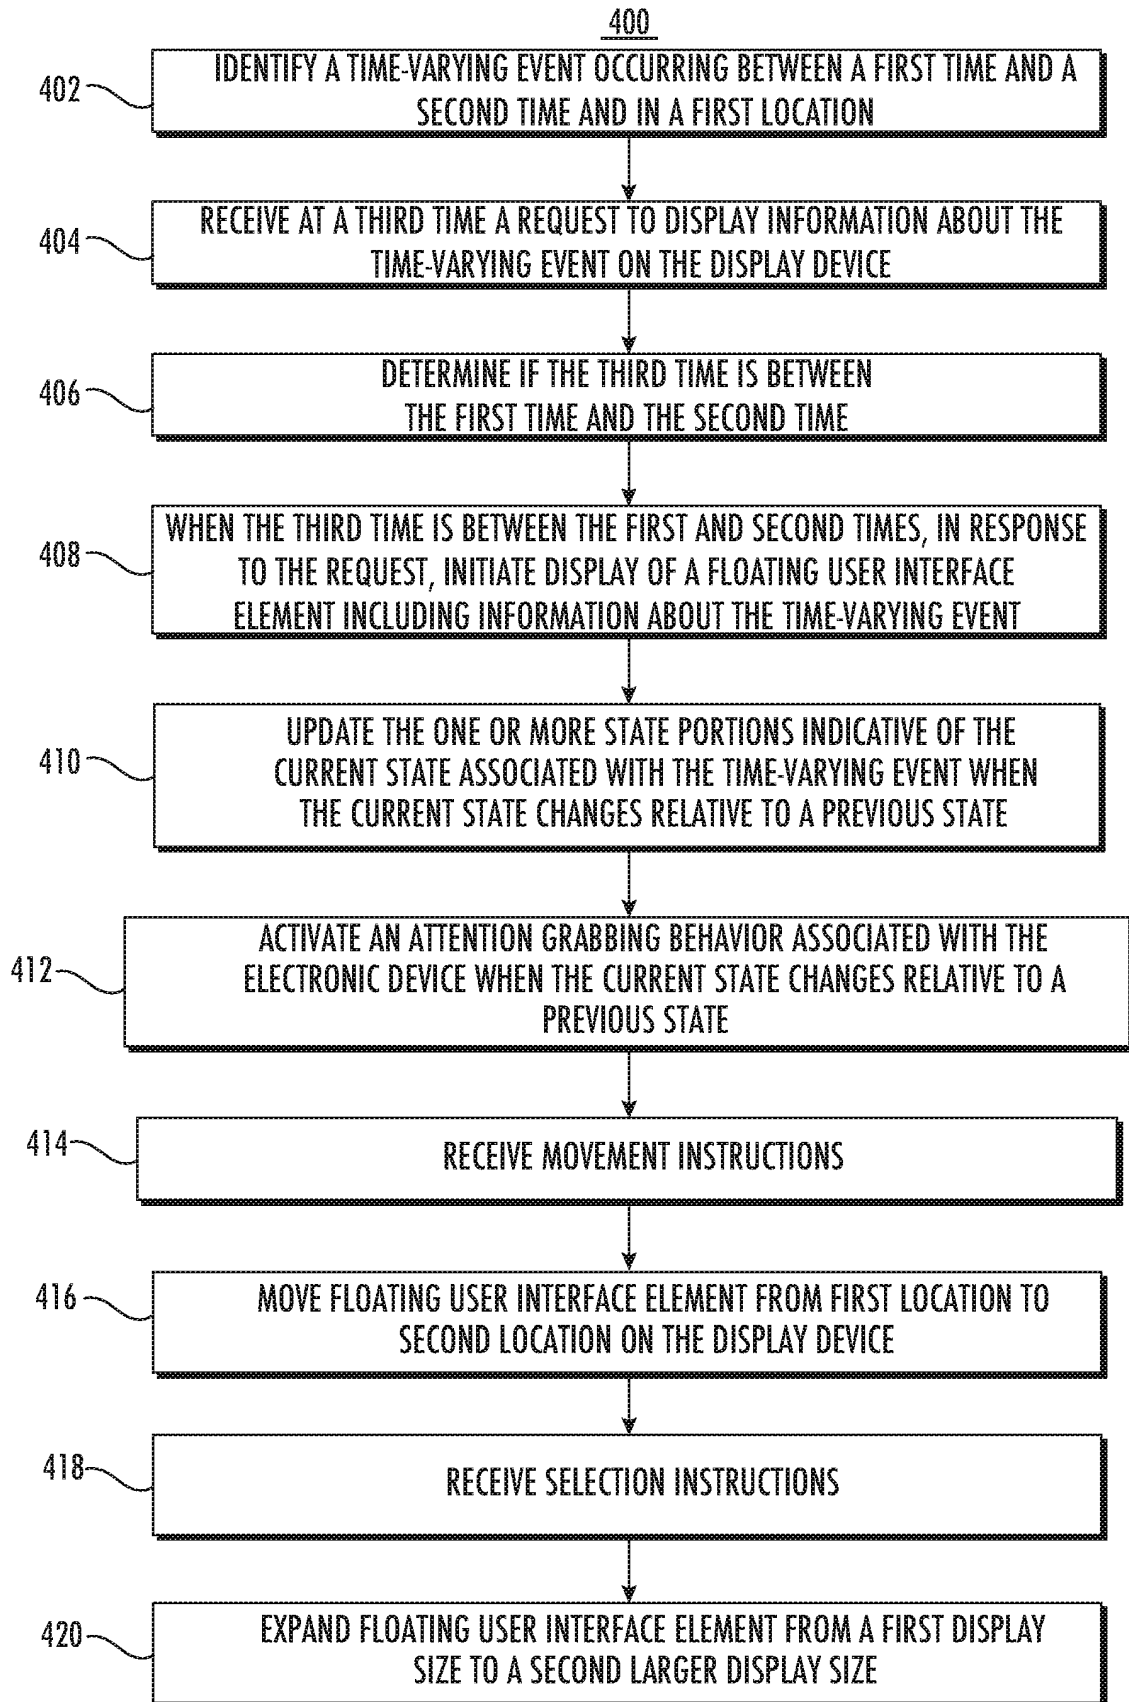 400
402
IDENTIFY A TIME-VARYING EVENT OCCURRING BETWEEN A FIRST TIME AND A
SECOND TIME AND IN A FIRST LOCATION
404
RECEIVE AT A THIRD TIME A REQUEST TO DISPLAY INFORMATION ABOUT THE
TIME-VARYING EVENT ON THE DISPLAY DEVICE
406
DETERMINE IF THE THIRD TIME IS BETWEEN
THE FIRST TIME AND THE SECOND TIME
408
WHEN THE THIRD TIME IS BETWEEN THE FIRST AND SECOND TIMES, IN RESPONSE
TO THE REQUEST, INITIATE DISPLAY OF A FLOATING USER INTERFACE
ELEMENT INCLUDING INFORMATION ABOUT THE TIME-VARYING EVENT
410
UPDATE THE ONE OR MORE STATE PORTIONS INDICATIVE OF THE
CURRENT STATE ASSOCIATED WITH THE TIME-VARYING EVENT WHEN
THE CURRENT STATE CHANGES RELATIVE TO A PREVIOUS STATE
412
ACTIVATE AN ATTENTION GRABBING BEHAVIOR ASSOCIATED WITH THE
ELECTRONIC DEVICE WHEN THE CURRENT STATE CHANGES RELATIVE TO A
PREVIOUS STATE
414
RECEIVE MOVEMENT INSTRUCTIONS
416
MOVE FLOATING USER INTERFACE ELEMENT FROM FIRST LOCATION TO
SECOND LOCATION ON THE DISPLAY DEVICE
418
RECEIVE SELECTION INSTRUCTIONS
420
EXPAND FLOATING USER INTERFACE ELEMENT FROM A FIRST DISPLAY
SIZE TO A SECOND LARGER DISPLAY SIZE